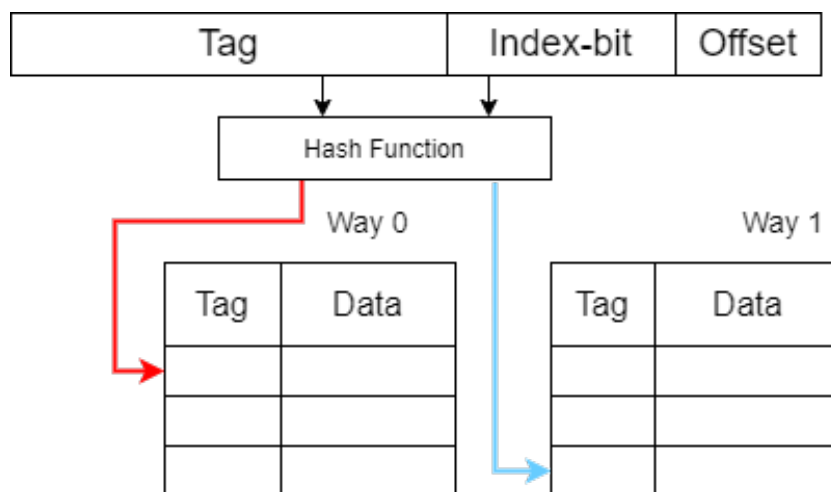 Tag Index-bit Offset
Hash Function
Way 0 Way 1
Tag Data Tag Data